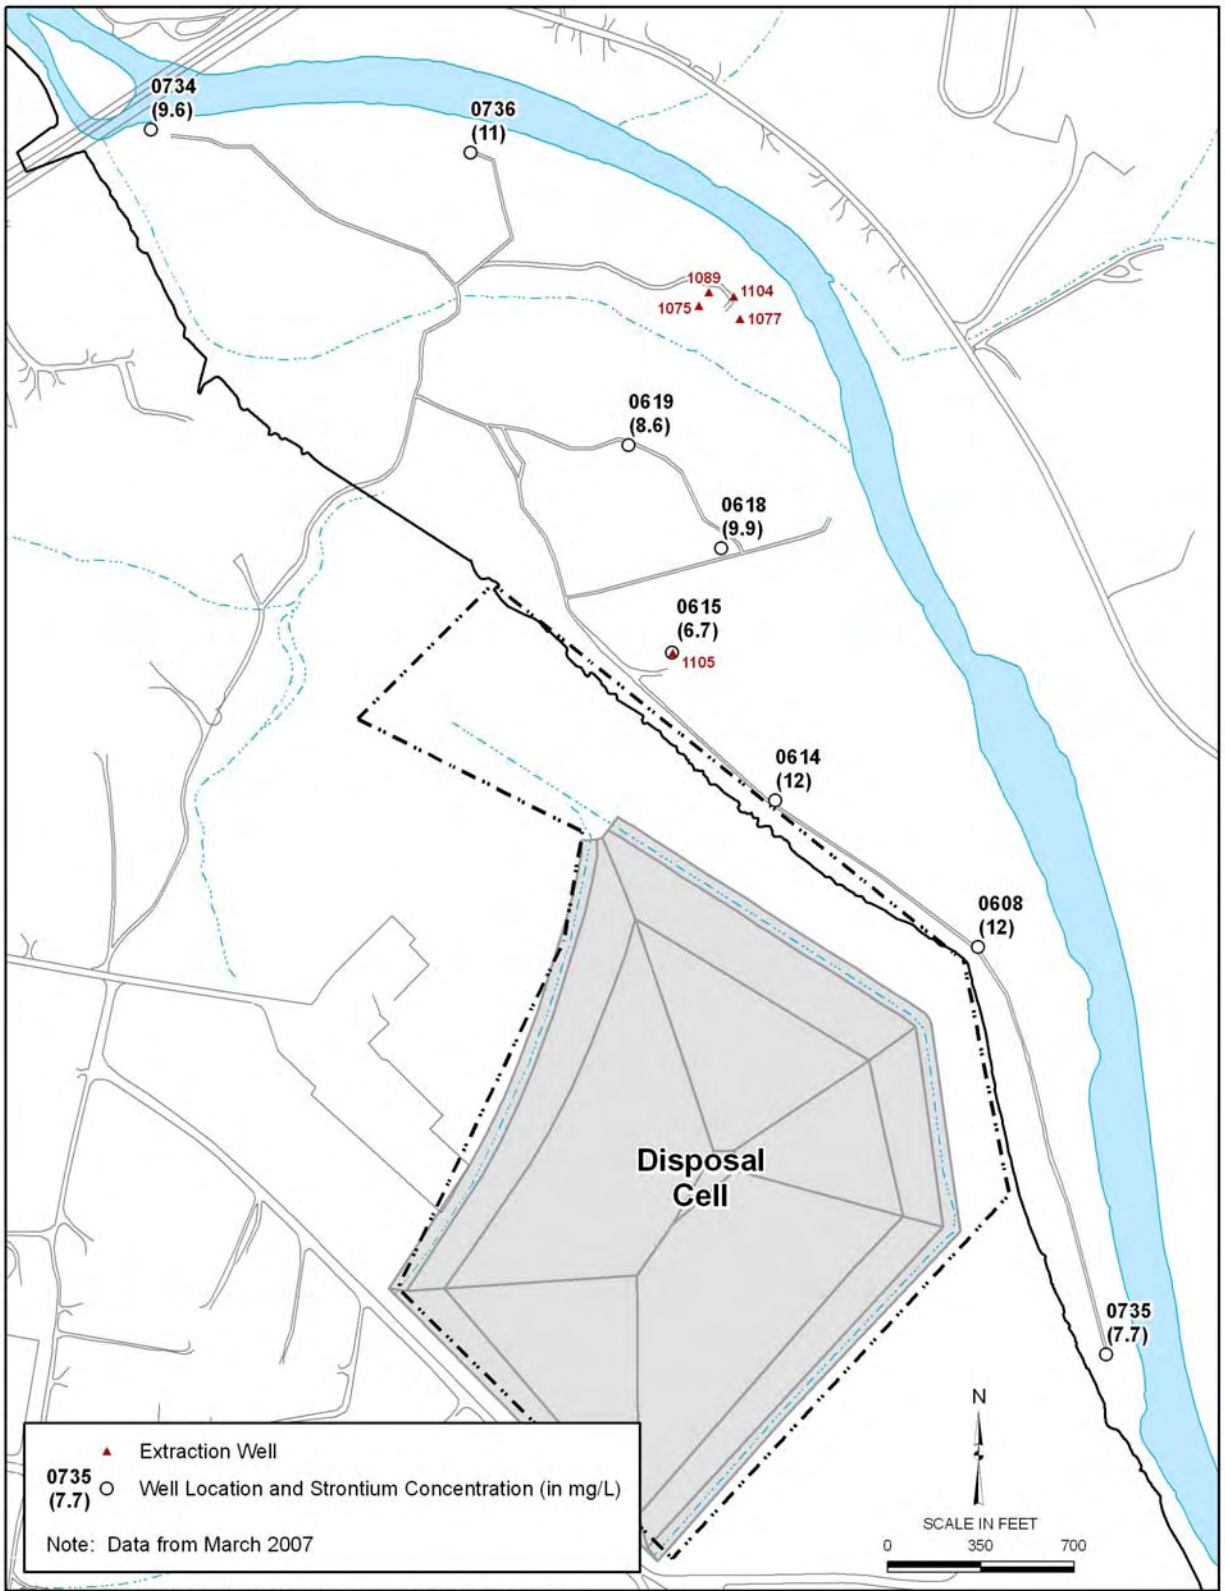 0734
(9.6)
0736
(11)
1089
1104
1075
1077
0619
(8.6)
0618
(9.9)
0615
(6.7)
1105
0614
(12)
0608
(12)
Disposal
Cell
0735
(7.7)
N
SCALE IN FEET
0 350 700
Extraction Well
0735
(7.7)
Well Location and Strontium Concentration (in mg/L)
Note: Data from March 2007